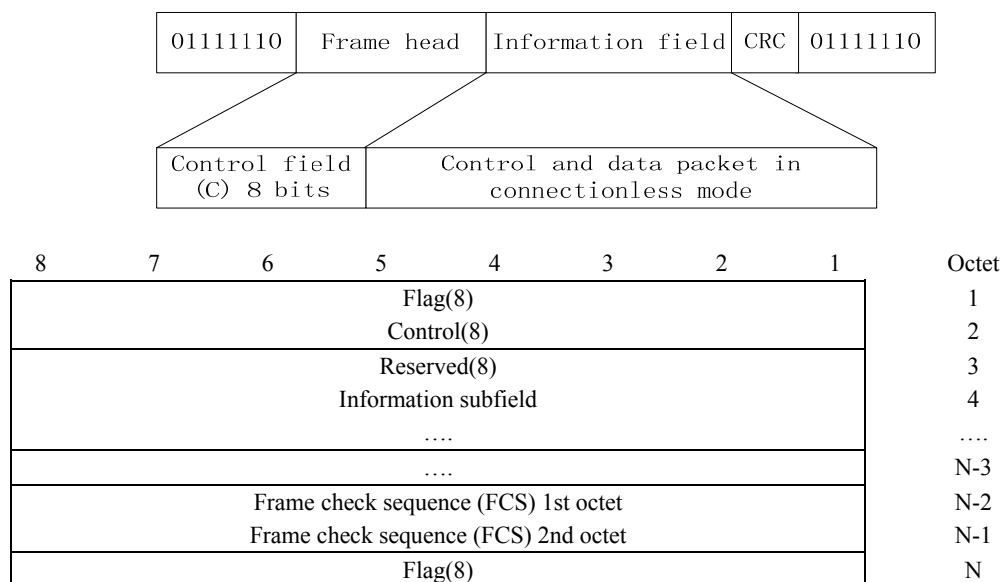 01111110 Frame head Information field CRC 01111110
Control field
(C) 8 bits
Control and data packet in
connectionless mode
8 7 6 5 4 3 2 1 Octet
Flag(8) 1
Control(8) 2
Reserved(8) 3
Information subfield 4
…. ….
…. N-3
Frame check sequence (FCS) 1st octet N-2
Frame check sequence (FCS) 2nd octet N-1
Flag(8) N